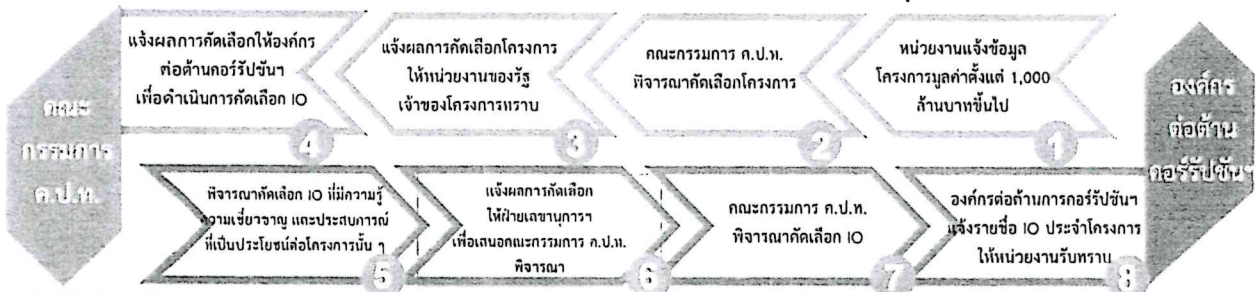 คณะ
กรรมการ
ค.ป.ท.
แจ้งผลการคัดเลือกให้องค์กร
ต่อต้านคอร์รัปชันฯ
เพื่อดำเนินการคัดเลือก IO
4
แจ้งผลการคัดเลือกโครงการ
ให้หน่วยงานของรัฐ
เจ้าของโครงการทราบ
3
คณะกรรมการ ค.ป.ท.
พิจารณาคัดเลือกโครงการ
2
หน่วยงานแจ้งข้อมูล
โครงการมูลค่าตั้งแต่ 1,000
ล้านบาทขึ้นไป
1
องค์กร
ต่อต้าน
คอร์รัปชันฯ
พิจารณาคัดเลือก IO ที่มีความรู้
ความเชี่ยวชาญ และประสบการณ์
ที่เป็นประโยชน์ต่อโครงการนั้น ๆ
5
แจ้งผลการคัดเลือก
ให้ฝ่ายเลขานุการฯ
เพื่อเสนอคณะกรรมการ ค.ป.ท.
พิจารณา
6
คณะกรรมการ ค.ป.ท.
พิจารณาคัดเลือก IO
7
องค์กรต่อต้านการคอร์รัปชันฯ
แจ้งรายชื่อ IO ประจำโครงการ
ให้หน่วยงานรับทราบ
8